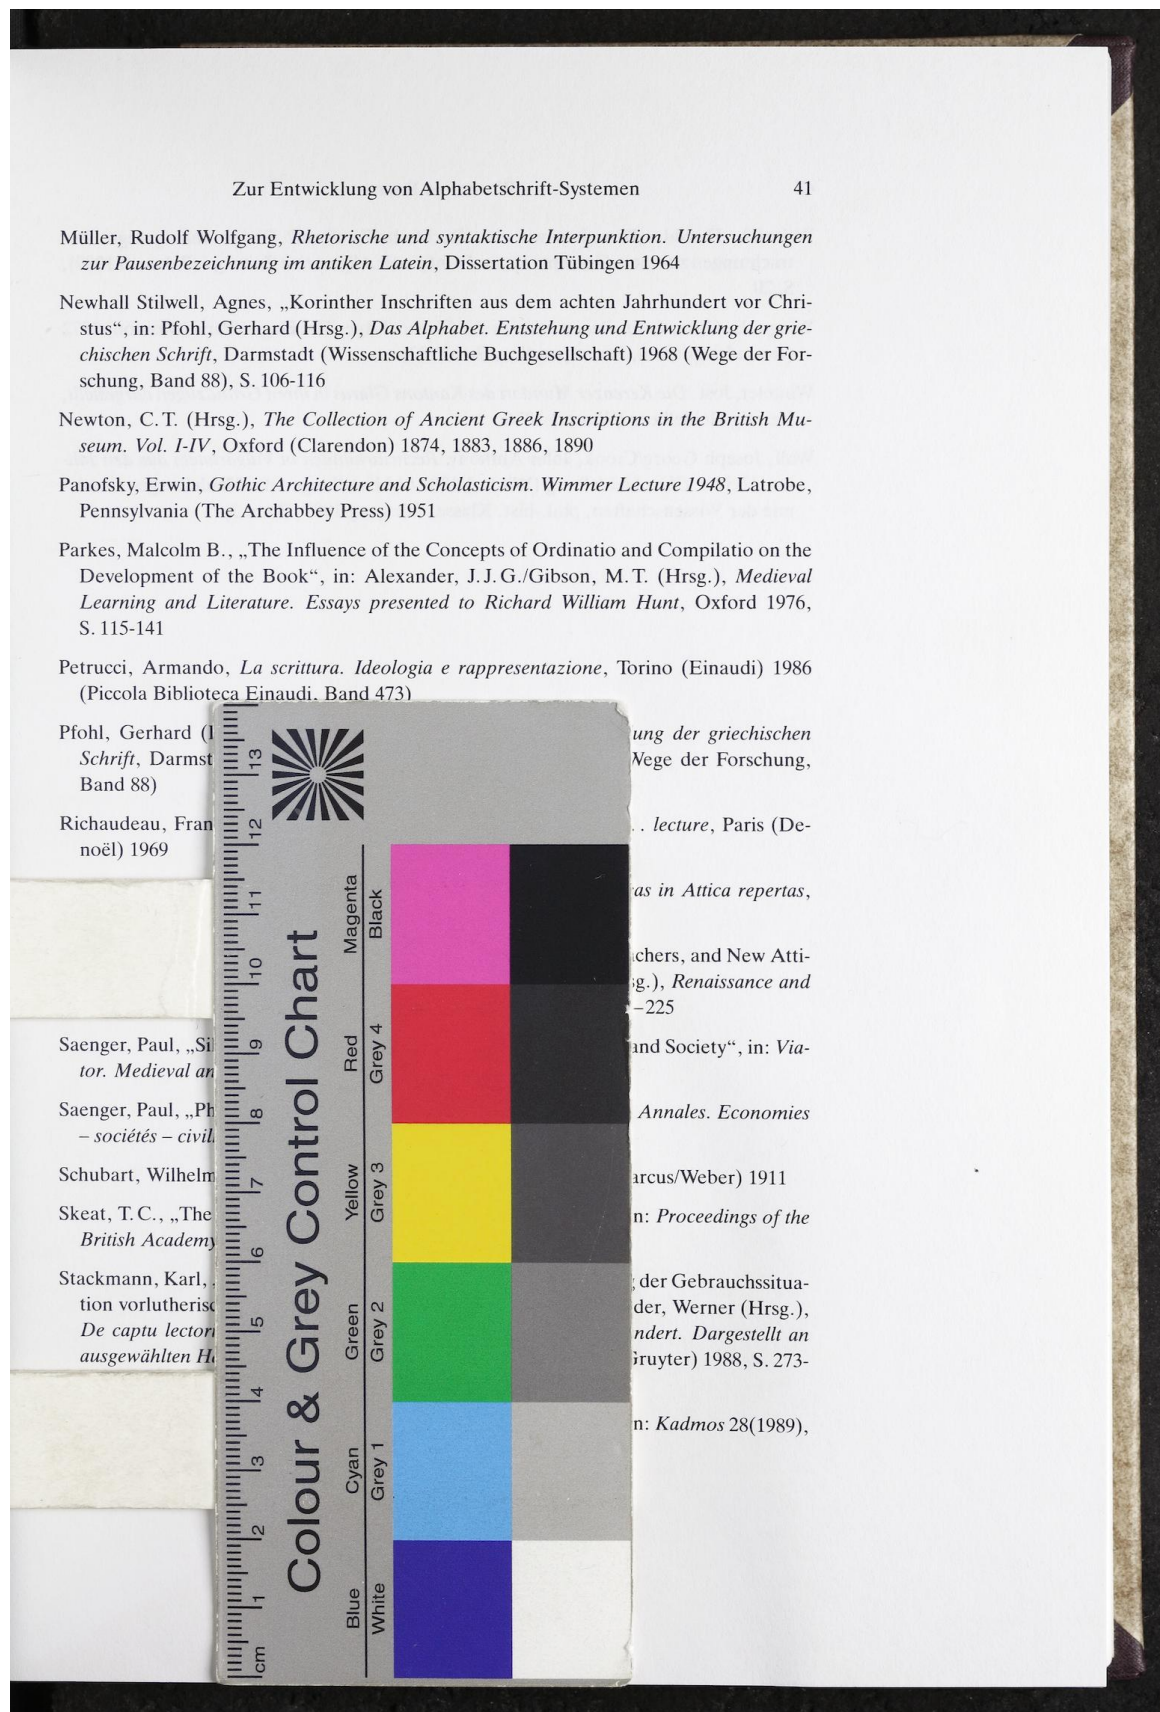 Zur Entwicklung von Alphabetschrift-Systemen 41
Müller, Rudolf Wolfgang, Rhetorische und syntaktische Interpunktion. Untersuchungen
zur Pausenbezeichnung im antiken Latein, Dissertation Tübingen 1964
Newhall Stilwell, Agnes, „Korinther Inschriften aus dem achten Jahrhundert vor Chri-
stus“, in: Pfohl, Gerhard (Hrsg.), Das Alphabet. Entstehung und Entwicklung der grie-
chischen Schrift, Darmstadt (Wissenschaftliche Buchgesellschaft) 1968 (Wege der For-
schung, Band 88), S. 106-116
Newton, C. T. (Hrsg.), The Collection of Ancient Greek Inscriptions in the British Mu-
seum. Vol. I-IV, Oxford (Clarendon) 1874, 1883, 1886, 1890
Panofsky, Erwin, Gothic Architecture and Scholasticism. Wimmer Lecture 1948, Latrobe,
Pennsylvania (The Archabbey Press) 1951
Parkes, Malcolm B., „The Influence of the Concepts of Ordinatio and Compilatio on the
Development of the Book“, in: Alexander, J. J. G./Gibson, M. T. (Hrsg.), Medieval
Learning and Literature. Essays presented to Richard William Hunt, Oxford 1976,
S. 115-141
Petrucci, Armando, La scrittura. Ideologia e rappresentazione, Torino (Einaudi) 1986
(Piccola Biblioteca Einaudi, Band 473)
Pfohl, Gerhard ung der griechischen
Schrift, Darmst Wege der Forschung,
Band 88)
Richaudeau, Fran . . lecture, Paris (De-
noël) 1969
as in Attica repertas,
chers, and New Atti-
sg.), Renaissance and
–225
Saenger, Paul, „Sil and Society“, in: Via-
tor. Medieval an
Saenger, Paul, „Ph Annales. Economies
– sociétés – civil
Schubart, Wilhelm arcus/Weber) 1911
Skeat, T. C., „The n: Proceedings of the
British Academy
Stackmann, Karl, der Gebrauchssitua-
tion vorlutherisc der, Werner (Hrsg.),
De captu lectori ndert. Dargestellt an
ausgewählten H Gruyter) 1988, S. 273-
n: Kadmos 28(1989),
Colour & Grey Control Chart
Magenta
Black
Red
Grey 4
Yellow
Grey 3
Green
Grey 2
Cyan
Grey 1
Blue
White
13
12
11
10
9
8
7
6
5
4
3
2
1
cm